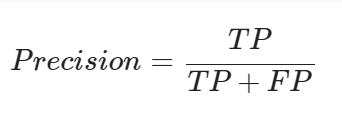 Precision = TP / TP + FP